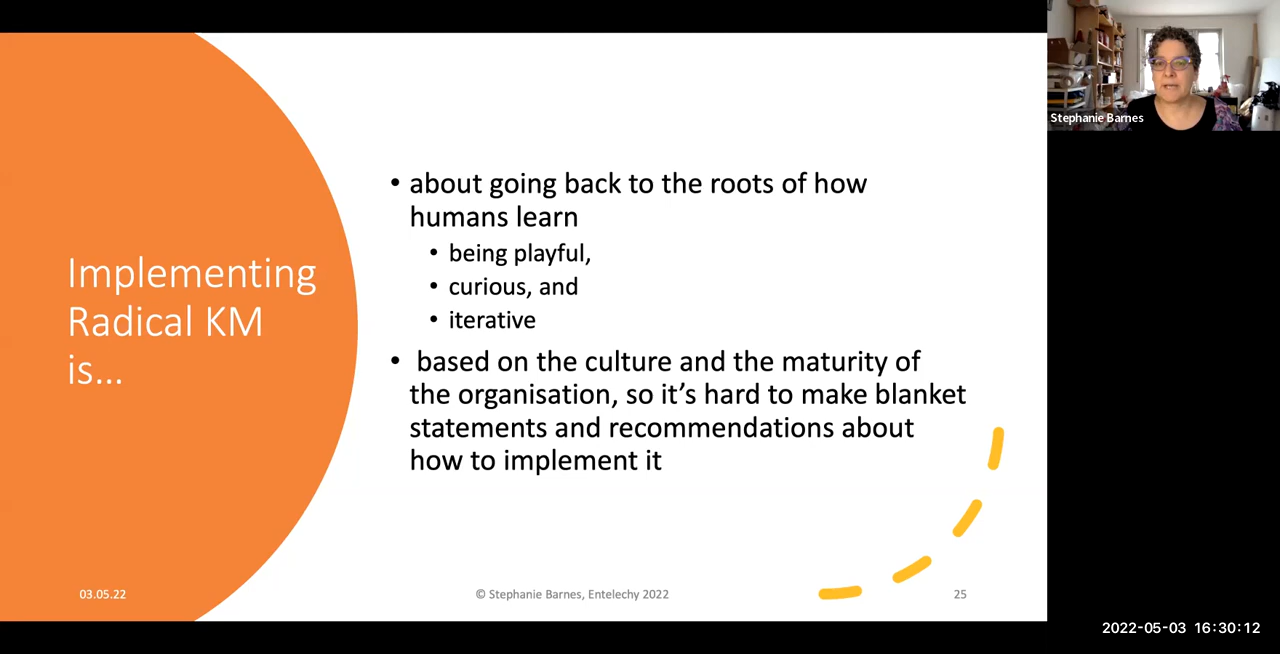 Implementing
Radical KM
is...
• about going back to the roots of how
humans learn
• being playful,
• curious, and
• iterative
• based on the culture and the maturity of
the organisation, so it’s hard to make blanket
statements and recommendations about
how to implement it
03.05.22
© Stephanie Barnes, Entelechy 2022
25
Stephanie Barnes
2022-05-03 16:30:12